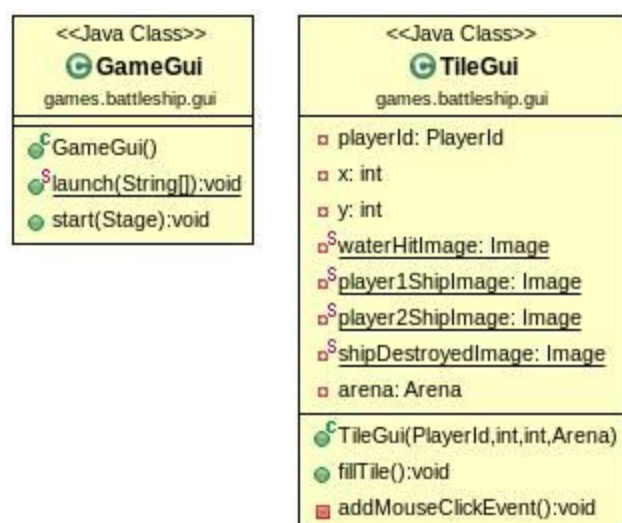 <<Java Class>>
GameGui
games.battleship.gui
GameGui()
launch(String[]):void
start(Stage):void
<<Java Class>>
TileGui
games.battleship.gui
playerId: PlayerId
x: int
y: int
waterHitImage: Image
player1ShipImage: Image
player2ShipImage: Image
shipDestroyedImage: Image
arena: Arena
TileGui(PlayerId,int,int,Arena)
fillTile():void
addMouseClickEvent():void